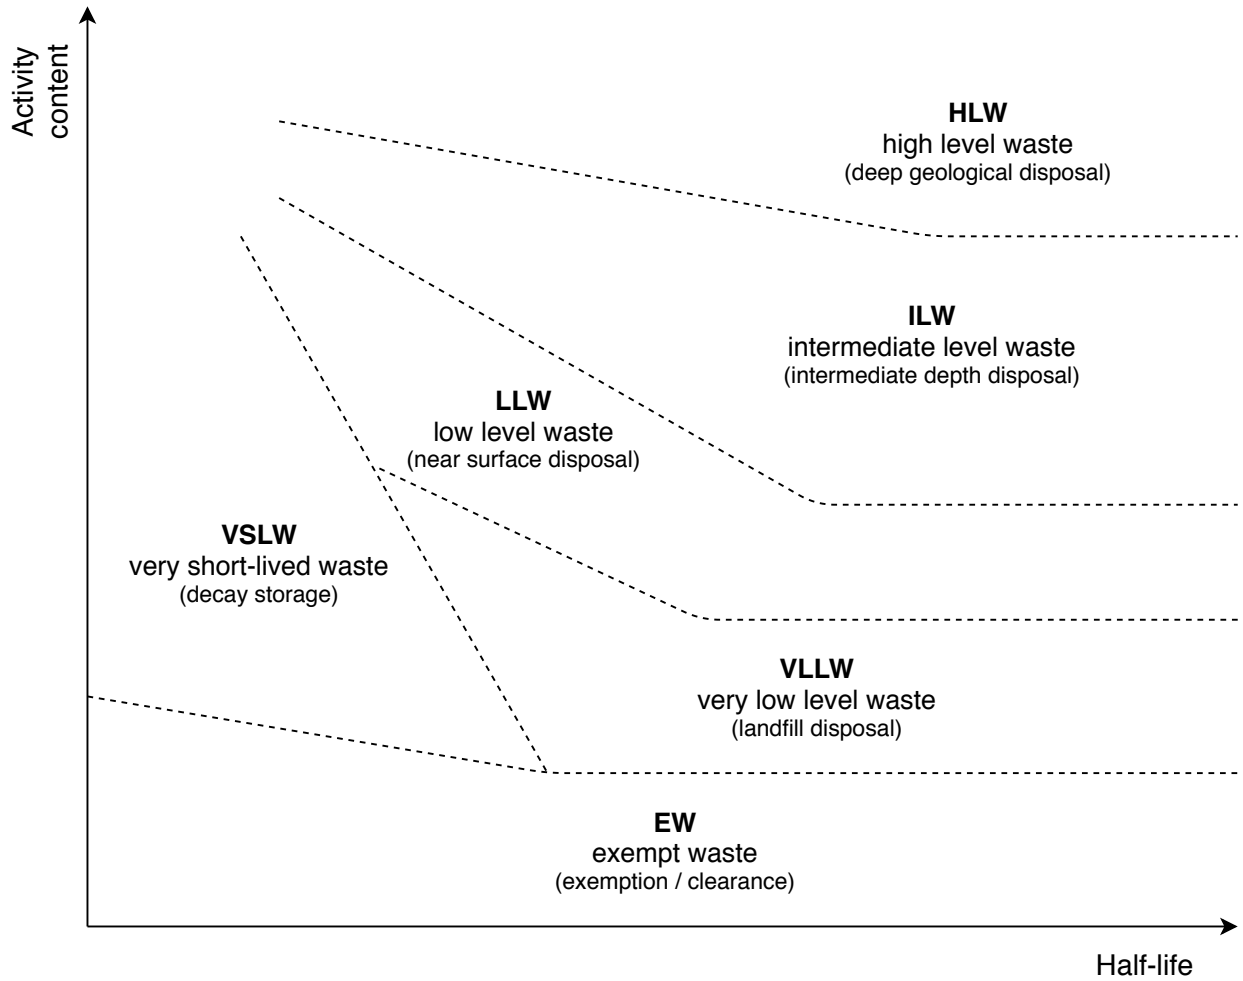 Activity
content
HLW
high level waste
(deep geological disposal)
ILW
intermediate level waste
(intermediate depth disposal)
LLW
low level waste
(near surface disposal)
VSLW
very short-lived waste
(decay storage)
VLLW
very low level waste
(landfill disposal)
EW
exempt waste
(exemption / clearance)
Half-life